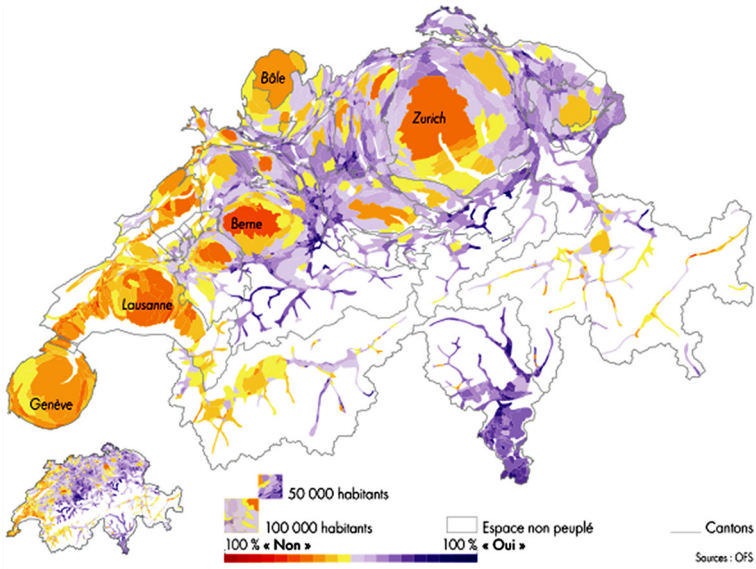 Bâle
Zurich
Berne
Lausanne
Genève
50 000 habitants
100 000 habitants
Espace non peuplé
Cantons
100 % « Non »
100 % « Oui »
Sources : OFS